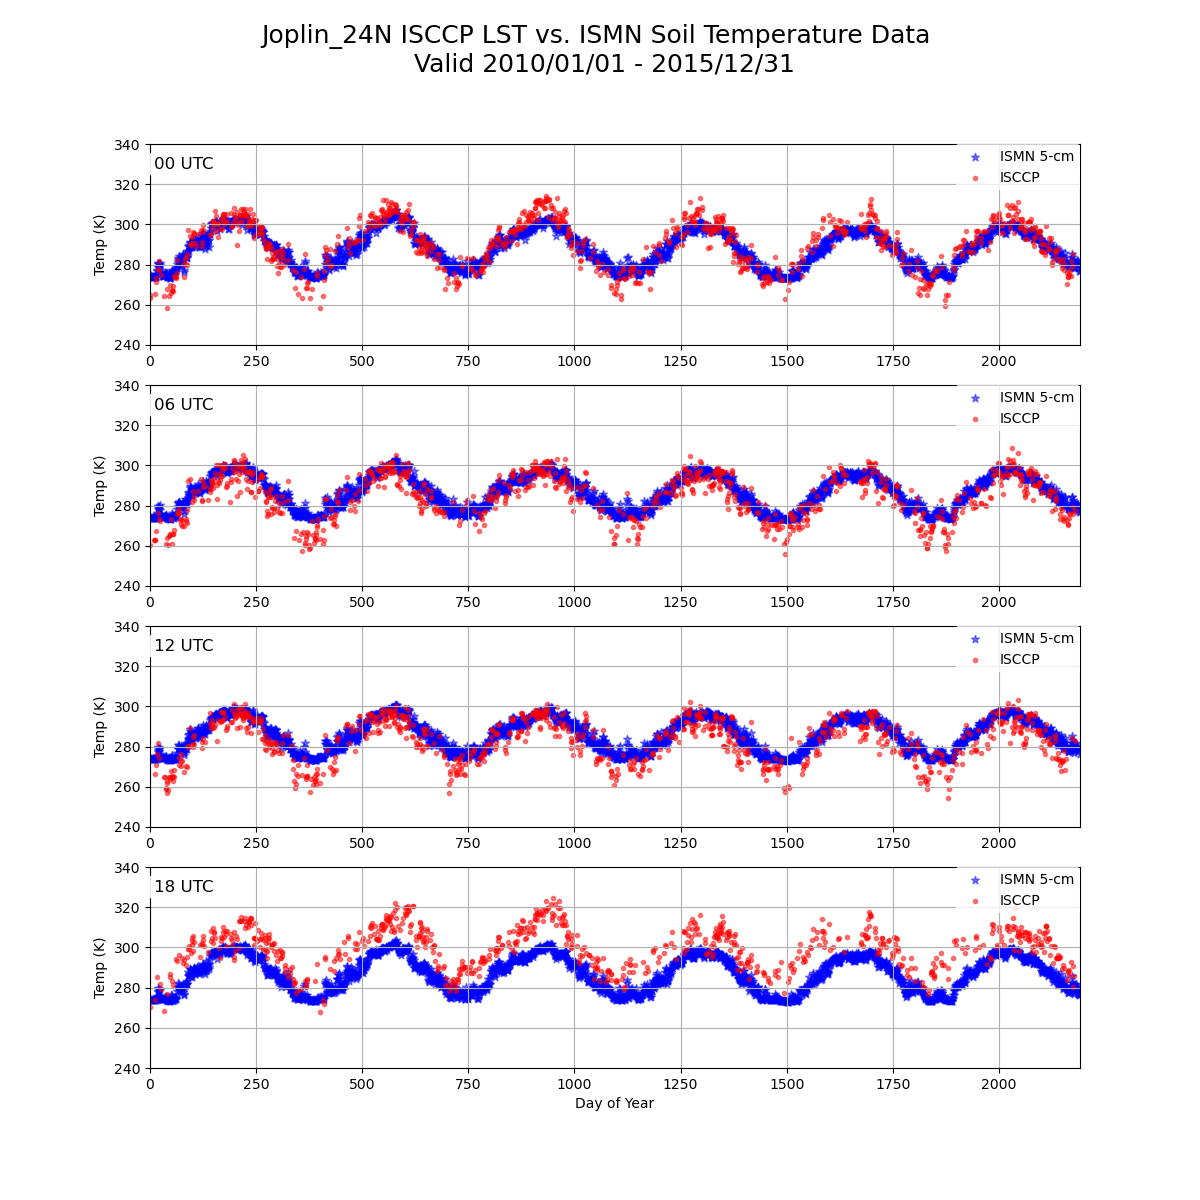 Joplin_24N ISCCP LST vs. ISMN Soil Temperature Data
Valid 2010/01/01 - 2015/12/31
340
320
300
280
260
240
Temp (K)
00 UTC
ISMN 5-cm
ISCCP
0 250 500 750 1000 1250 1500 1750 2000
340
320
300
280
260
240
Temp (K)
06 UTC
ISMN 5-cm
ISCCP
0 250 500 750 1000 1250 1500 1750 2000
340
320
300
280
260
240
Temp (K)
12 UTC
ISMN 5-cm
ISCCP
0 250 500 750 1000 1250 1500 1750 2000
340
320
300
280
260
240
Temp (K)
18 UTC
ISMN 5-cm
ISCCP
0 250 500 750 1000 1250 1500 1750 2000
Day of Year